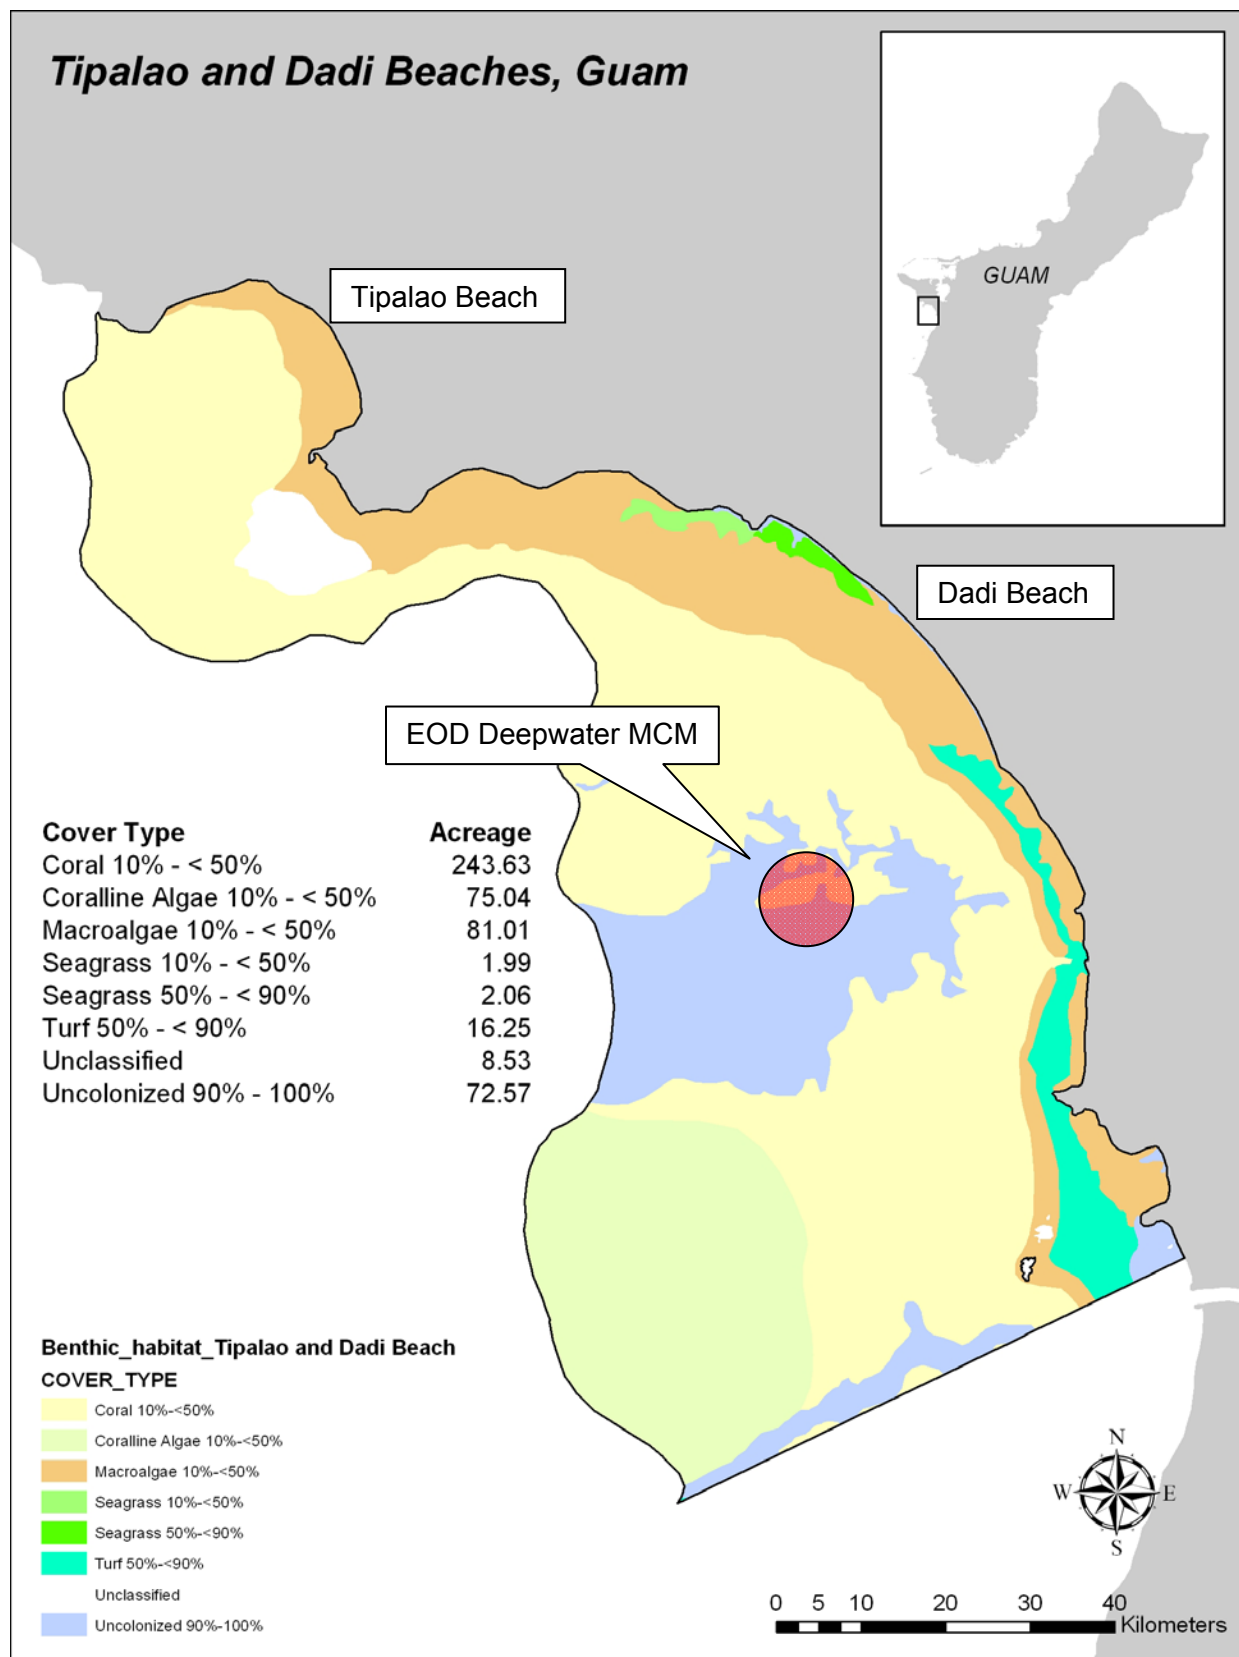 Tipalao and Dadi Beaches, Guam
GUAM
Tipalao Beach
Dadi Beach
EOD Deepwater MCM
Cover Type Acreage
Coral 10% - < 50% 243.63
Coralline Algae 10% - < 50% 75.04
Macroalgae 10% - < 50% 81.01
Seagrass 10% - < 50% 1.99
Seagrass 50% - < 90% 2.06
Turf 50% - < 90% 16.25
Unclassified 8.53
Uncolonized 90% - 100% 72.57
Benthic_habitat_Tipalao and Dadi Beach
COVER_TYPE
Coral 10%-<50%
Coralline Algae 10%-<50%
Macroalgae 10%-<50%
Seagrass 10%-<50%
Seagrass 50%-<90%
Turf 50%-<90%
Unclassified
Uncolonized 90%-100%
N
W E
S
0 5 10 20 30 40
Kilometers